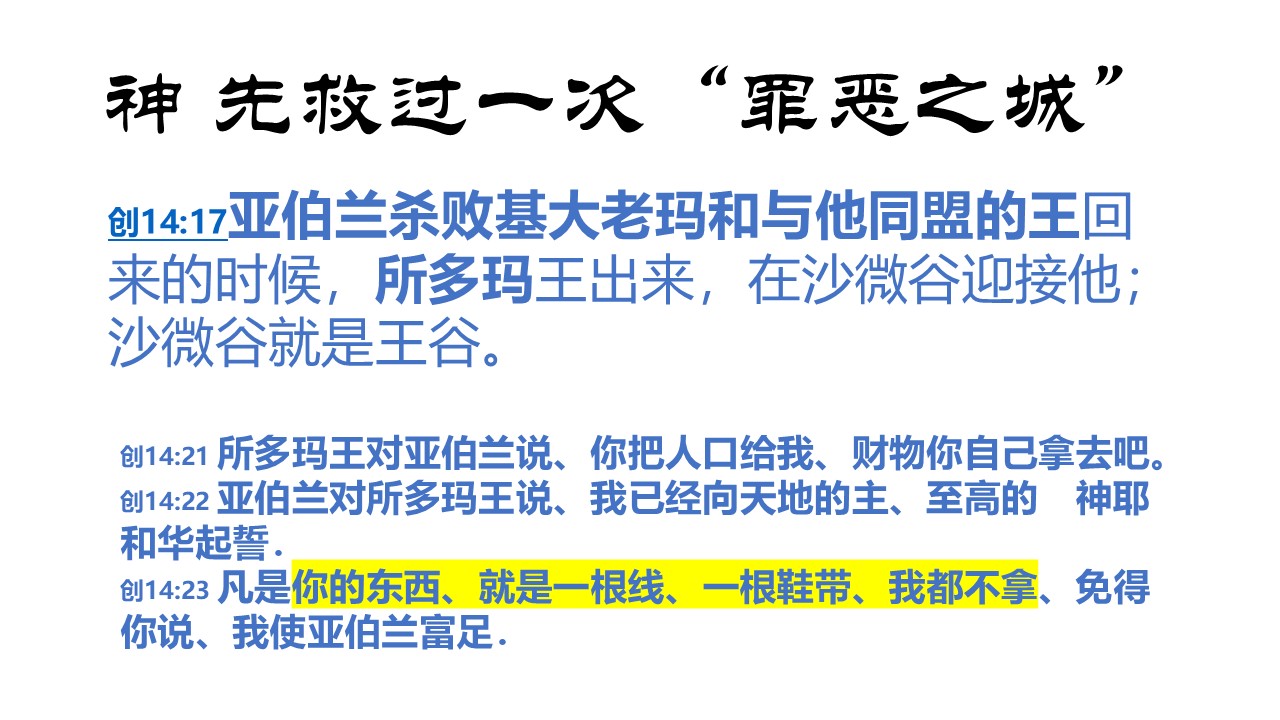 神 先救过一次“罪恶之城”
创14:17亚伯兰杀败基大老玛和与他同盟的王回
来的时候，所多玛王出来，在沙微谷迎接他；
沙微谷就是王谷。
创14:21 所多玛王对亚伯兰说、你把人口给我、财物你自己拿去吧。
创14:22 亚伯兰对所多玛王说、我已经向天地的主、至高的　神耶
和华起誓．
创14:23 凡是你的东西、就是一根线、一根鞋带、我都不拿、免得
你说、我使亚伯兰富足．